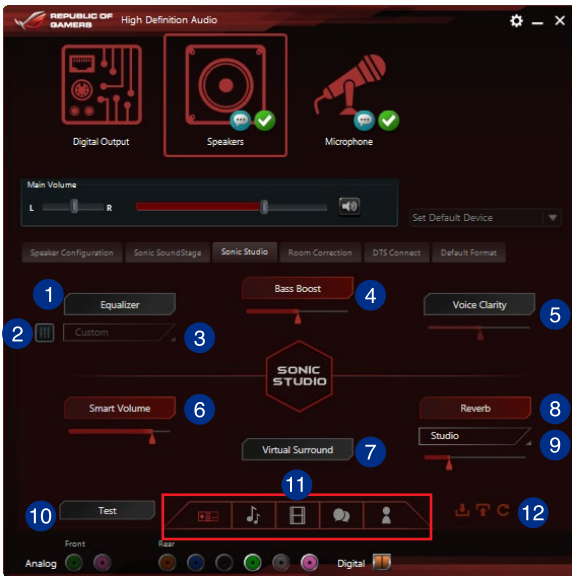 REPUBLIC OF
GAMERS
High Definition Audio
Digital Output
Speakers
Microphone
Main Volume
L
R
Set Default Device
Speaker Configuration
Sonic SoundStage
Sonic Studio
Room Correction
DTS Connect
Default Format
1
Equalizer
Bass Boost
4
Voice Clarity
5
2
Custom
3
SONIC
STUDIO
Smart Volume
6
Reverb
8
Virtual Surround
7
Studio
9
11
10
Test
12
Front
Rear
Analog
Digital